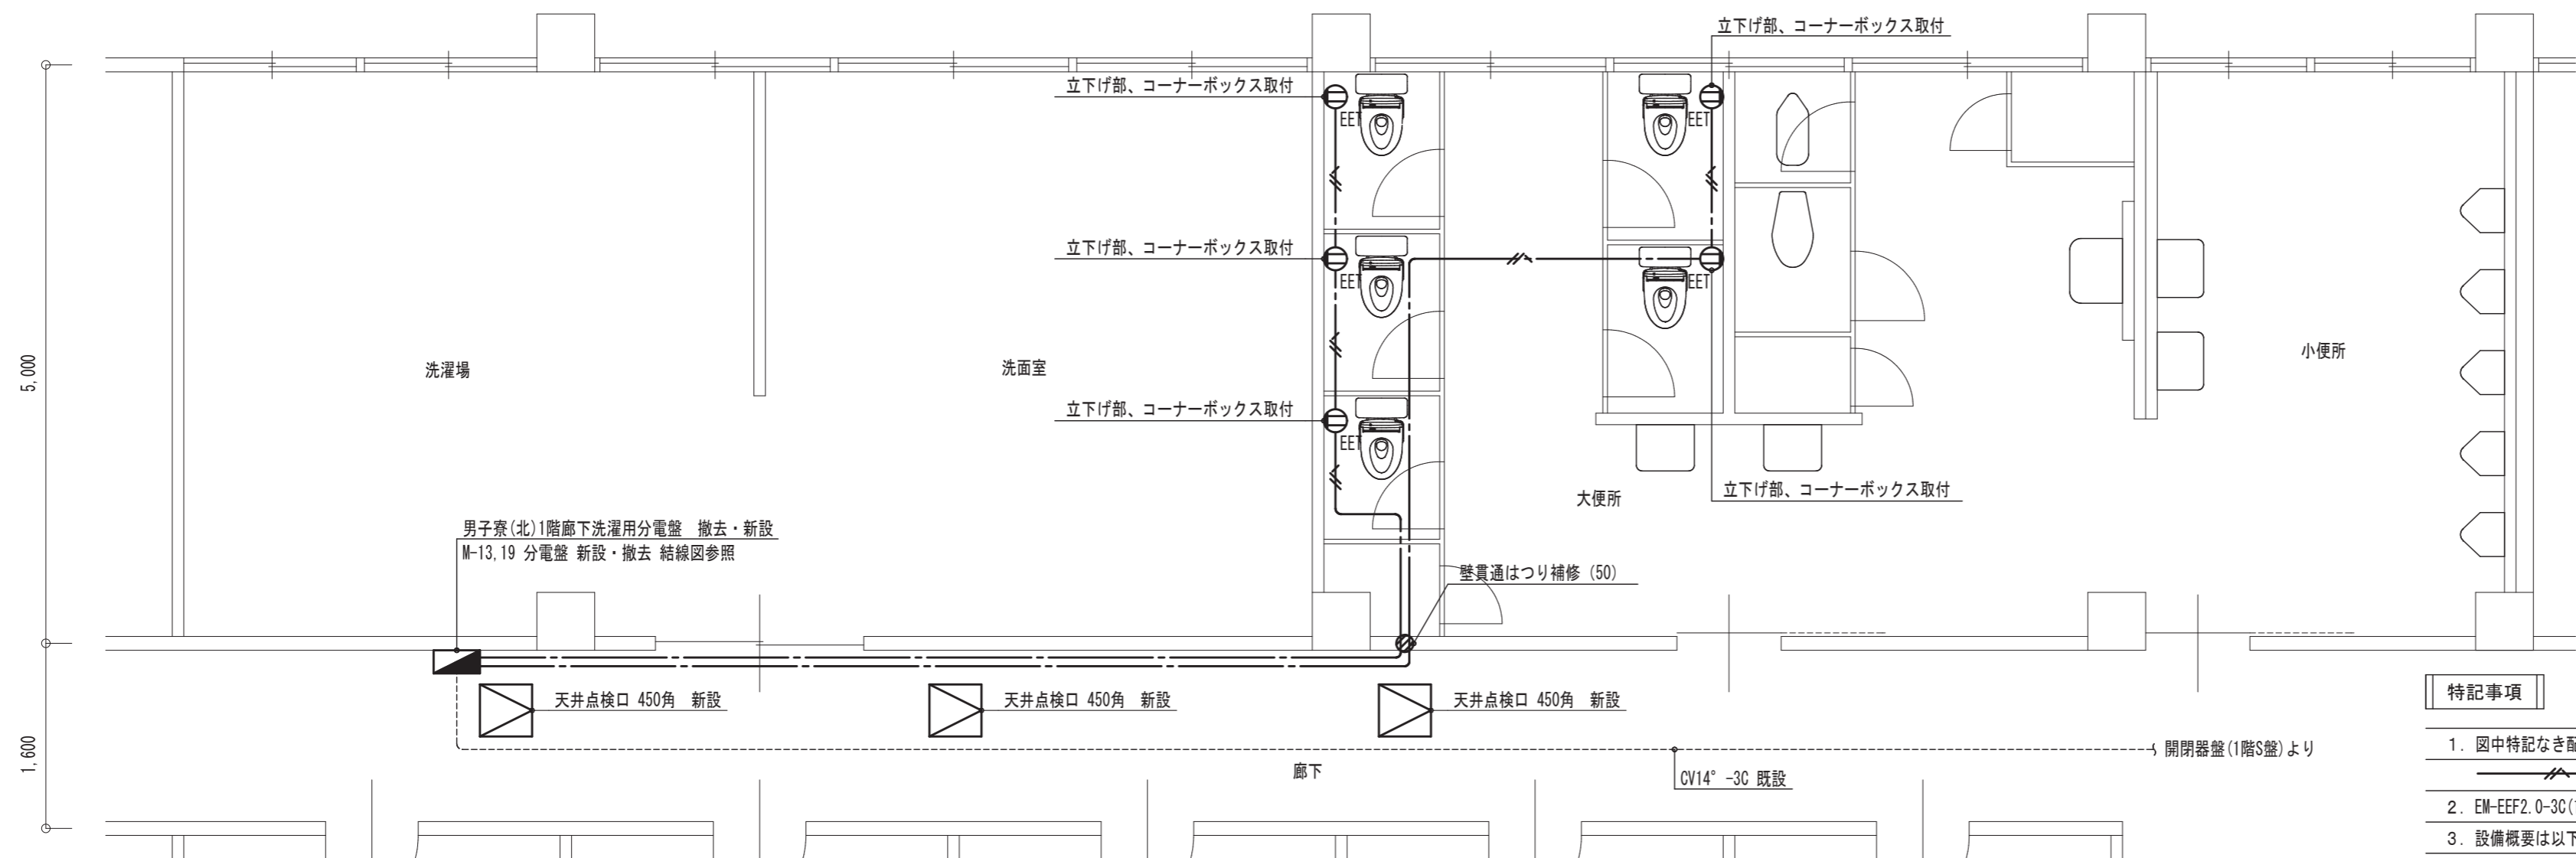 立下げ部、コーナーボックス取付
立下げ部、コーナーボックス取付
EET
EET
立下げ部、コーナーボックス取付
EET
EET
5,000
洗濯場
洗面室
小便所
立下げ部、コーナーボックス取付
EET
立下げ部、コーナーボックス取付
大便所
男子寮(北)1階廊下洗濯用分電盤 撤去・新設
M-13,19 分電盤 新設・撤去 結線図参照
壁貫通はつり補修 (50)
特記事項
天井点検口 450角 新設
天井点検口 450角 新設
天井点検口 450角 新設
1,600
1. 図中特記なき配
開閉器盤(1階S盤)より
廊下
CV14°-3C 既設
2. EM-EEF2.0-3C(
3. 設備概要は以下